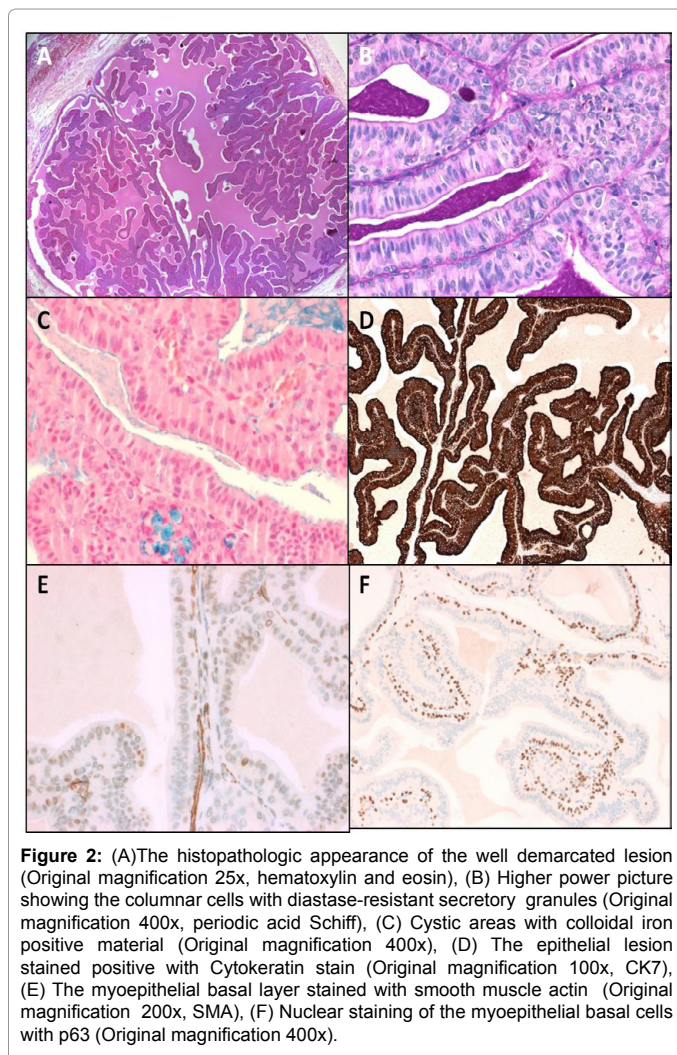 A
B
C
D
E
F
Figure 2: (A)The histopathologic appearance of the well demarcated lesion
(Original magnification 25x, hematoxylin and eosin), (B) Higher power picture
showing the columnar cells with diastase-resistant secretory granules (Original
magnification 400x, periodic acid Schiff), (C) Cystic areas with colloidal iron
positive material (Original magnification 400x), (D) The epithelial lesion
stained positive with Cytokeratin stain (Original magnification 100x, CK7),
(E) The myoepithelial basal layer stained with smooth muscle actin (Original
magnification 200x, SMA), (F) Nuclear staining of the myoepithelial basal cells
with p63 (Original magnification 400x).